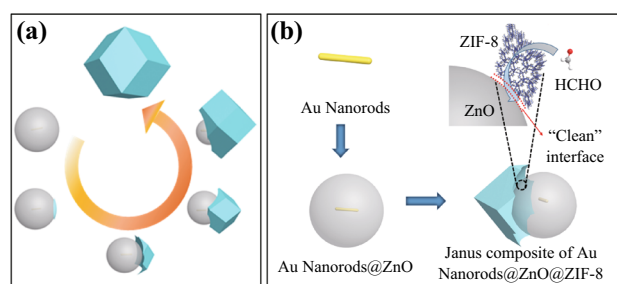 (a)
(b)
ZIF-8
HCHO
ZnO
Au Nanorods
“Clean”
interface
Au Nanorods@ZnO
Janus composite of Au
Nanorods@ZnO@ZIF-8